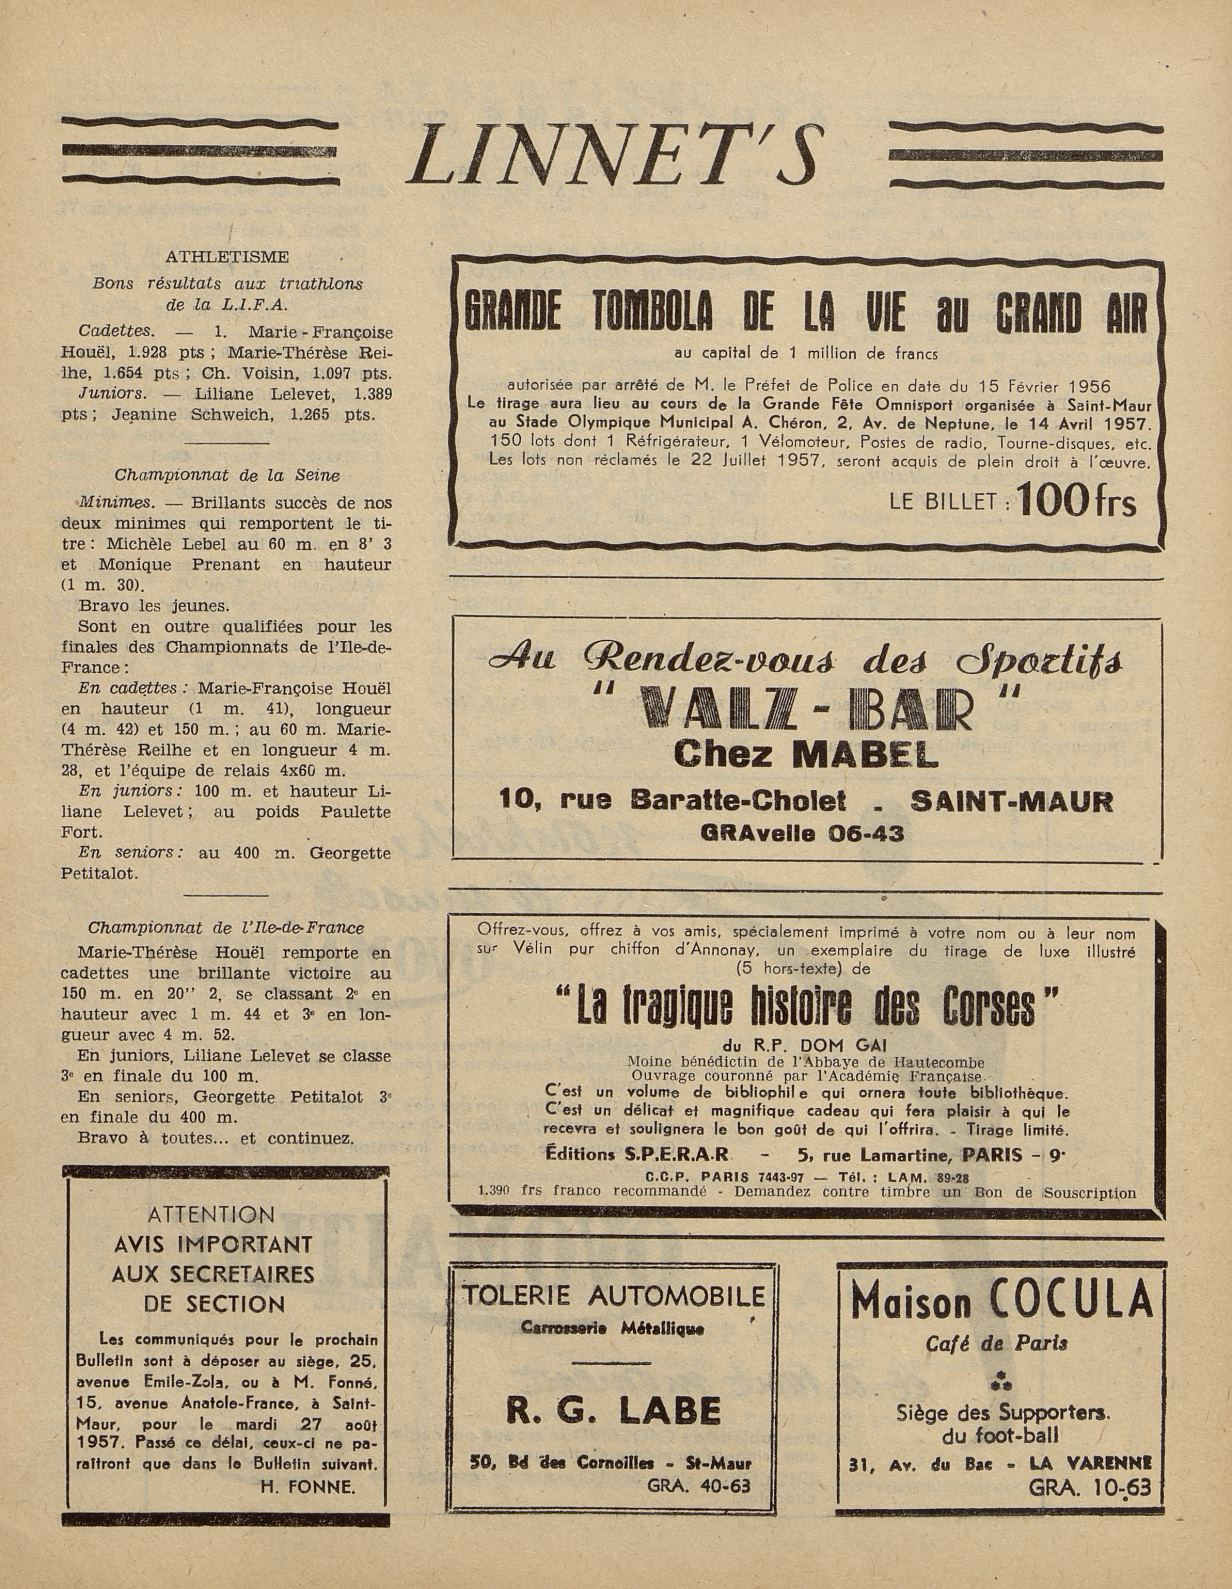 LINNET'S
ATHLETISME
Bons résultats aux triathlons
de la L.I.F.A.
Cadettes. — 1. Marie-Françoise
Houël, 1.928 pts ; Marie-Thérèse Rei-
lhe, 1.654 pts ; Ch. Voisin, 1.097 pts.
Juniors. — Liliane Lelevet, 1.389
pts ; Jeanine Schweich, 1.265 pts.
Championnat de la Seine
Minimes. — Brillants succès de nos
deux minimes qui remportent le ti-
tre : Michèle Lebel au 60 m. en 8' 3
et Monique Prenant en hauteur
(1 m. 30).
Bravo les jeunes.
Sont en outre qualifiées pour les
finales des Championnats de l'Ile-de-
France :
En cadettes : Marie-Françoise Houël
en hauteur (1 m. 41), longueur
(4 m. 42) et 150 m. ; au 60 m. Marie-
Thérèse Reilhe et en longueur 4 m.
28, et l'équipe de relais 4x60 m.
En juniors : 100 m. et hauteur Li-
liane Lelevet ; au poids Paulette
Fort.
En seniors : au 400 m. Georgette
Petitalot.
Championnat de l'Ile-de-France
Marie-Thérèse Houël remporte en
cadettes une brillante victoire au
150 m. en 20'' 2, se classant 2e en
hauteur avec 1 m. 44 et 3e en lon-
gueur avec 4 m. 52.
En juniors, Liliane Lelevet se classe
3e en finale du 100 m.
En seniors, Georgette Petitalot 3e
en finale du 400 m.
Bravo à toutes... et continuez.
ATTENTION
AVIS IMPORTANT
AUX SECRETAIRES
DE SECTION
Les communiqués pour le prochain
Bulletin sont à déposer au siège, 25,
avenue Emile-Zola, ou à M. Fonné,
15, avenue Anatole-France, à Saint-
Maur, pour le mardi 27 août
1957. Passé ce délai, ceux-ci ne pa-
raîtront que dans le Bulletin suivant.
H. FONNE.
GRANDE TOMBOLA DE LA VIE au GRAND AIR
au capital de 1 million de francs
autorisée par arrêté de M. le Préfet de Police en date du 15 Février 1956
Le tirage aura lieu au cours de la Grande Fête Omnisport organisée à Saint-Maur
au Stade Olympique Municipal A. Chéron, 2, Av. de Neptune, le 14 Avril 1957.
150 lots dont 1 Réfrigérateur, 1 Vélomoteur, Postes de radio, Tourne-disques, etc.
Les lots non réclamés le 22 Juillet 1957, seront acquis de plein droit à l'œuvre.
LE BILLET : 100 frs
Au Rendez-vous des Sportifs
" VALZ - BAR "
Chez MABEL
10, rue Baratte-Cholet - SAINT-MAUR
GRAvelle 06-43
Offrez-vous, offrez à vos amis, spécialement imprimé à votre nom ou à leur nom
sur Vélin pur chiffon d'Annonay, un exemplaire du tirage de luxe illustré
(5 hors-texte) de
"La tragique histoire des Corses"
du R.P. DOM GAI
Moine bénédictin de l'Abbaye de Hautecombe
Ouvrage couronné par l'Académie Française
C'est un volume de bibliophile qui ornera toute bibliothèque.
C'est un délicat et magnifique cadeau qui fera plaisir à qui le
recevra et soulignera le bon goût de qui l'offrira. - Tirage limité.
Éditions S.P.E.R.A.R - 5, rue Lamartine, PARIS - 9e
C.C.P. PARIS 7443-97 — Tél. : LAM. 89-28
1.390 frs franco recommandé - Demandez contre timbre un Bon de Souscription
TOLERIE AUTOMOBILE
Carrosserie Métallique
R. G. LABE
50, Bd des Corneilles - St-Maur
GRA. 40-63
Maison COCULA
Café de Paris
Siège des Supporters
du foot-ball
31, Av. du Bac - LA VARENNE
GRA. 10-63